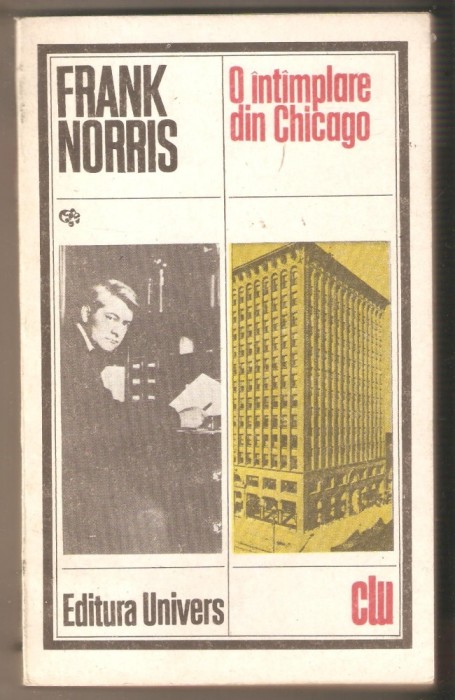 FRANK
NORRIS
O întîmplare
din Chicago
Editura Univers
clu